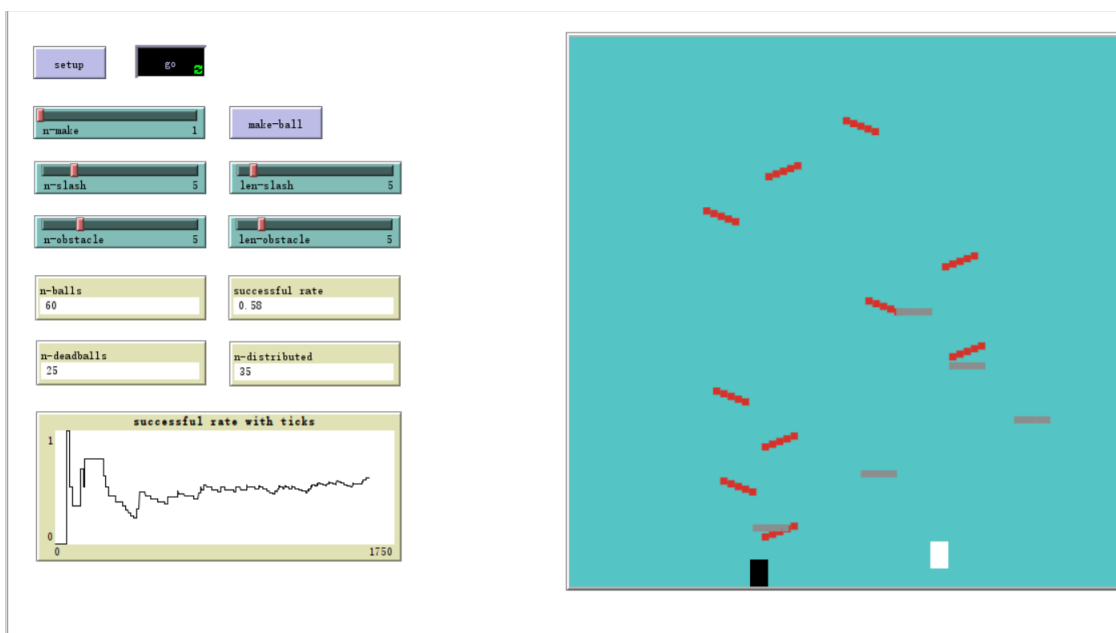 setup
go
n-make 1
make-ball
n-slash 5
len-slash 5
n-obstacle 5
len-obstacle 5
n-balls
60
successful rate
0.58
n-deadballs
25
n-distributed
35
successful rate with ticks
1
0
0 1750